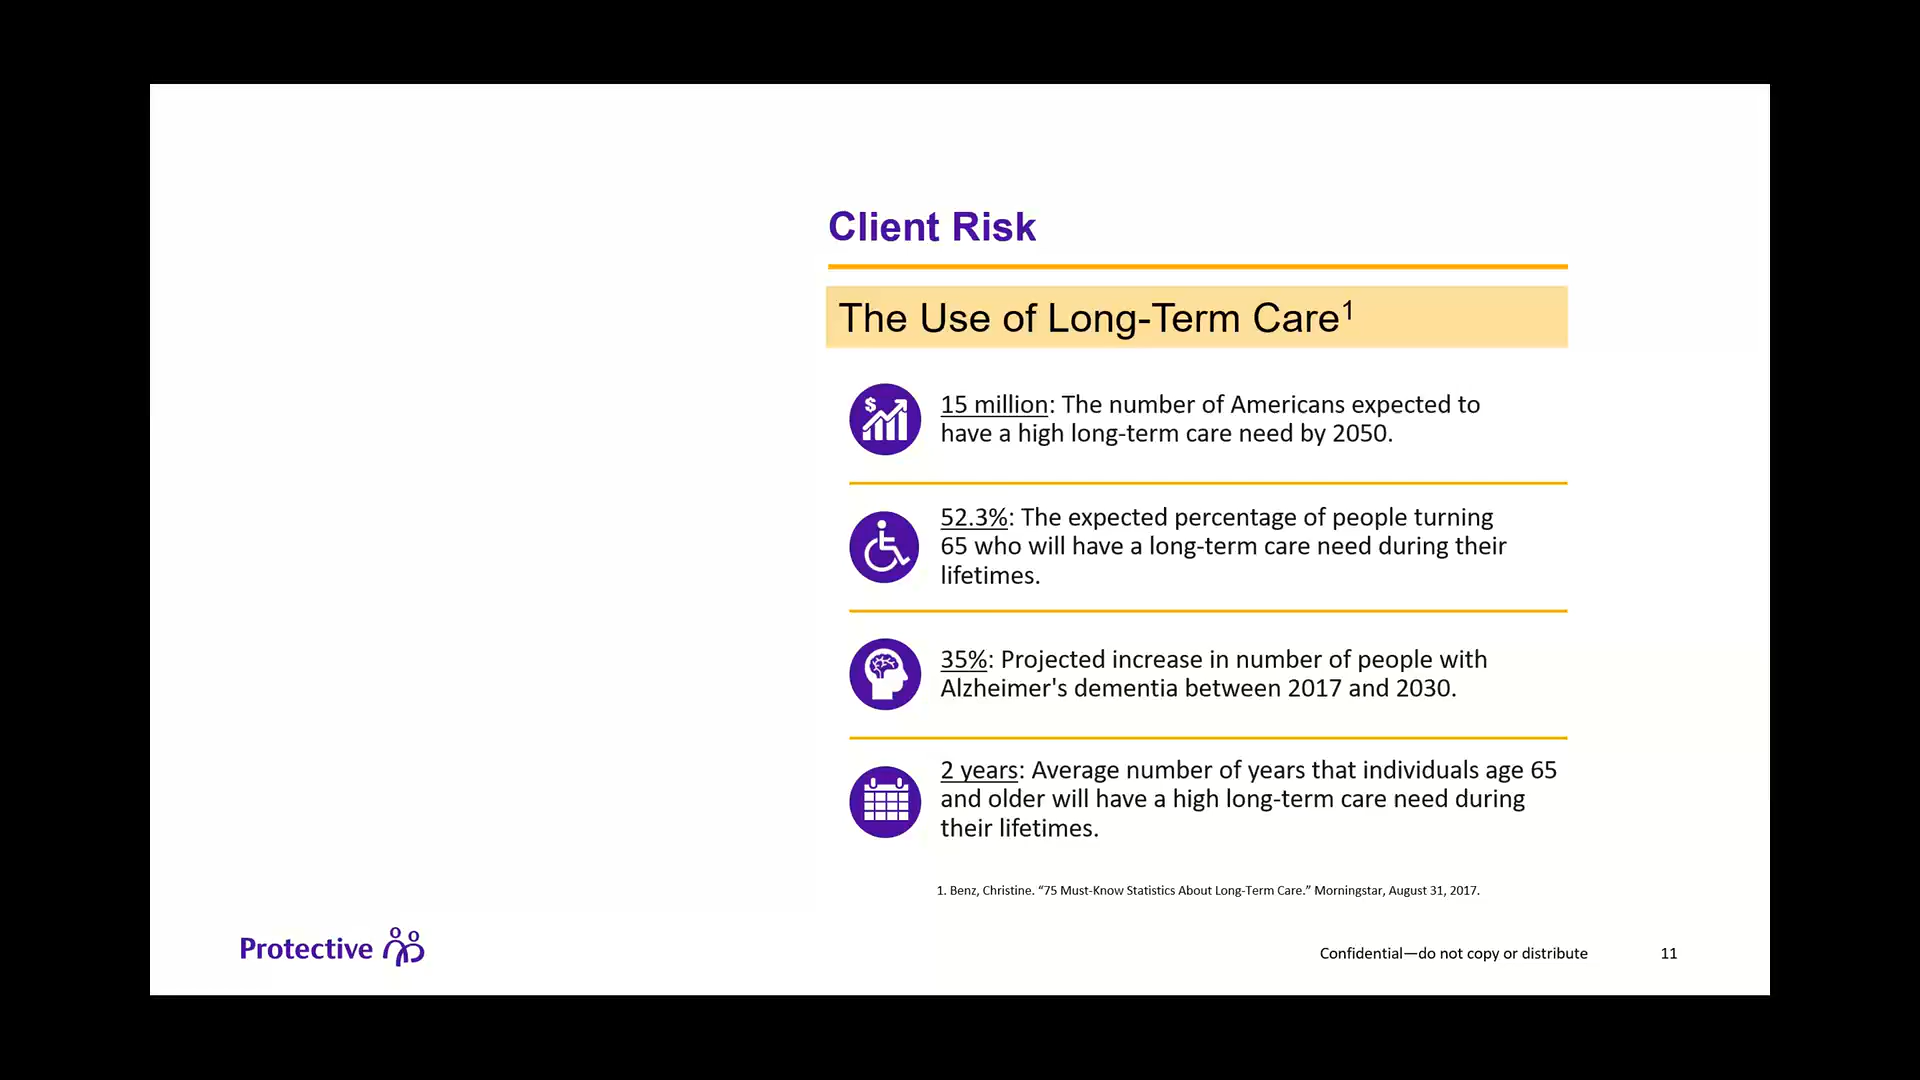 Client Risk
The Use of Long-Term Care¹
$
15 million: The number of Americans expected to
have a high long-term care need by 2050.
52.3%: The expected percentage of people turning
65 who will have a long-term care need during their
lifetimes.
35%: Projected increase in number of people with
Alzheimer's dementia between 2017 and 2030.
2 years: Average number of years that individuals age 65
and older will have a high long-term care need during
their lifetimes.
1. Benz, Christine. “75 Must-Know Statistics About Long-Term Care.” Morningstar, August 31, 2017.
Protective
Confidential—do not copy or distribute
11